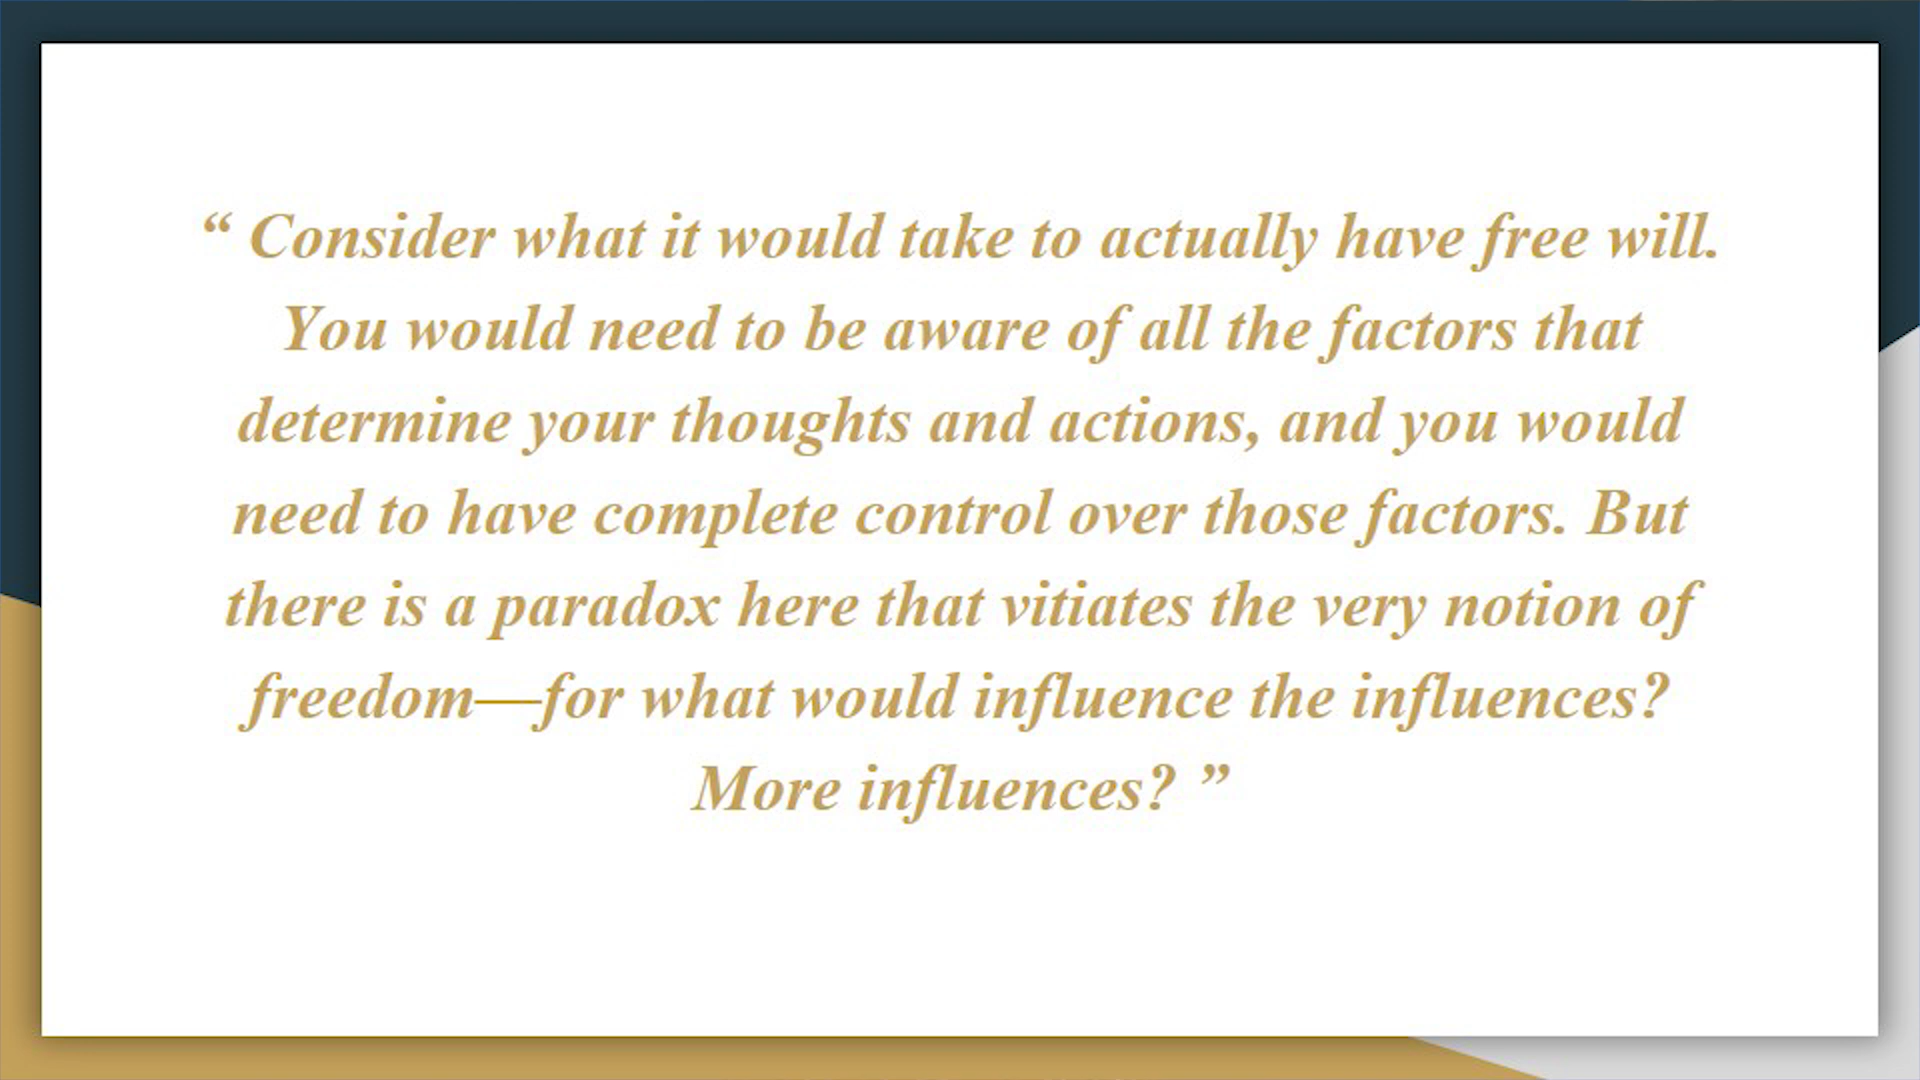 “ Consider what it would take to actually have free will.
You would need to be aware of all the factors that
determine your thoughts and actions, and you would
need to have complete control over those factors. But
there is a paradox here that vitiates the very notion of
freedom—for what would influence the influences?
More influences? ”